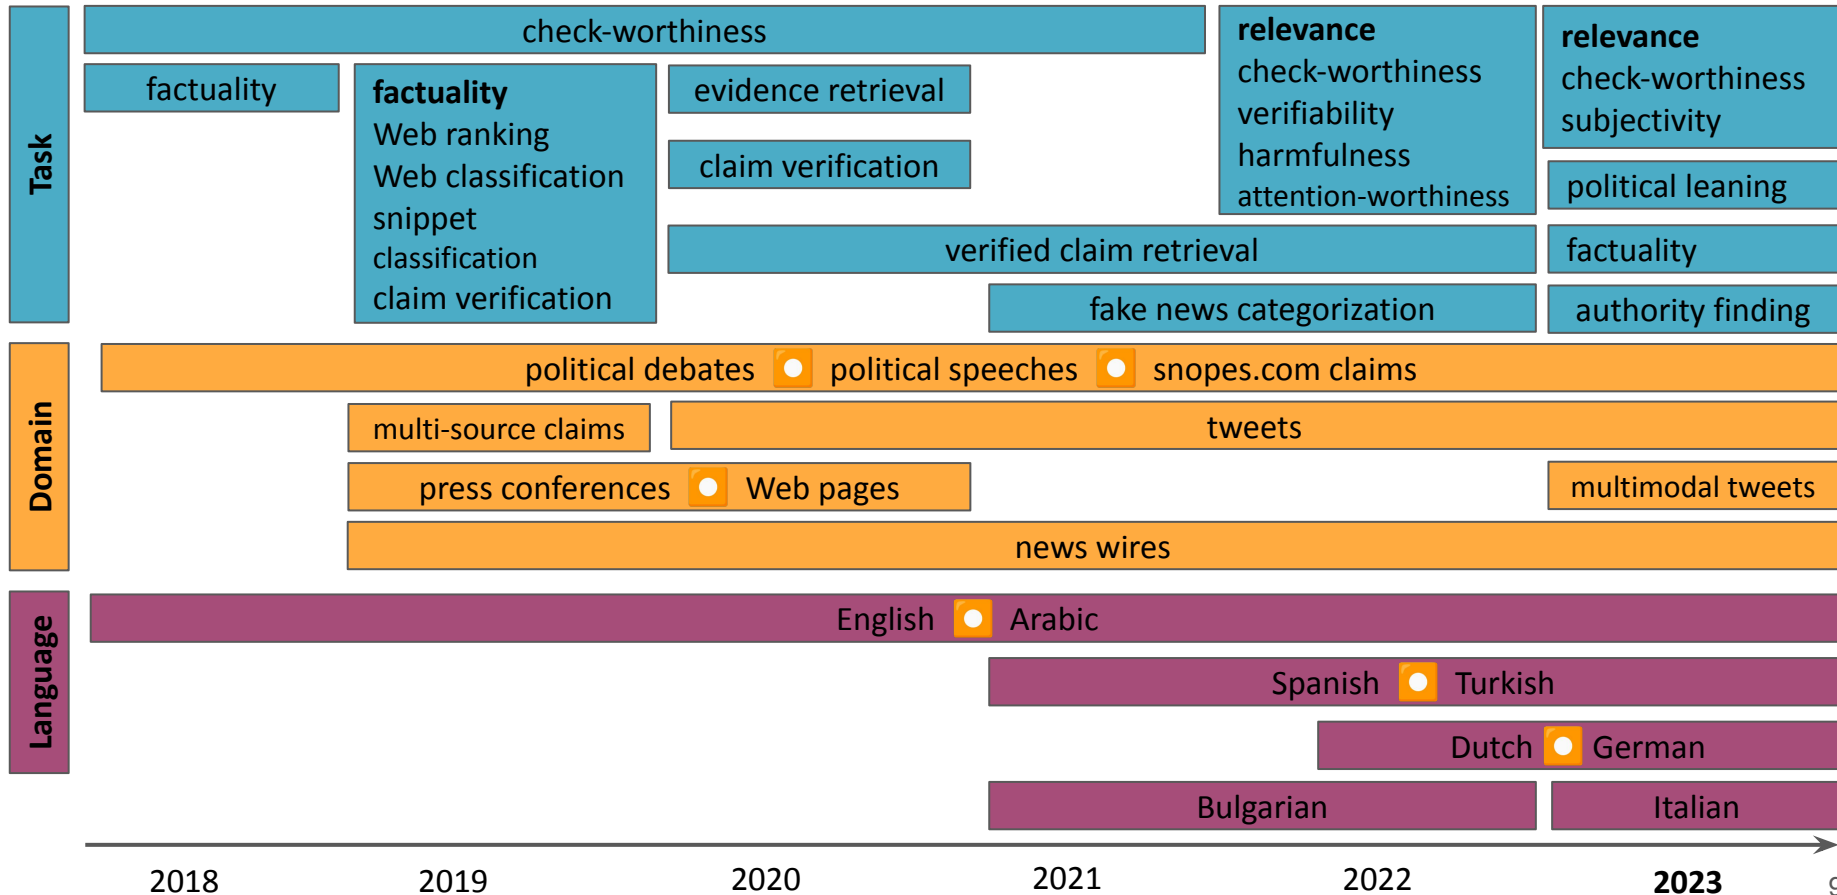 Task
check-worthiness
factuality
factuality
Web ranking
Web classification
snippet
classification
claim verification
evidence retrieval
claim verification
verified claim retrieval
fake news categorization
relevance
check-worthiness
verifiability
harmfulness
attention-worthiness
relevance
check-worthiness
subjectivity
political leaning
factuality
authority finding
Domain
political debates political speeches snopes.com claims
multi-source claims
tweets
press conferences Web pages
multimodal tweets
news wires
Language
English Arabic
Spanish Turkish
Dutch German
Bulgarian
Italian
2018 2019 2020 2021 2022 2023
9